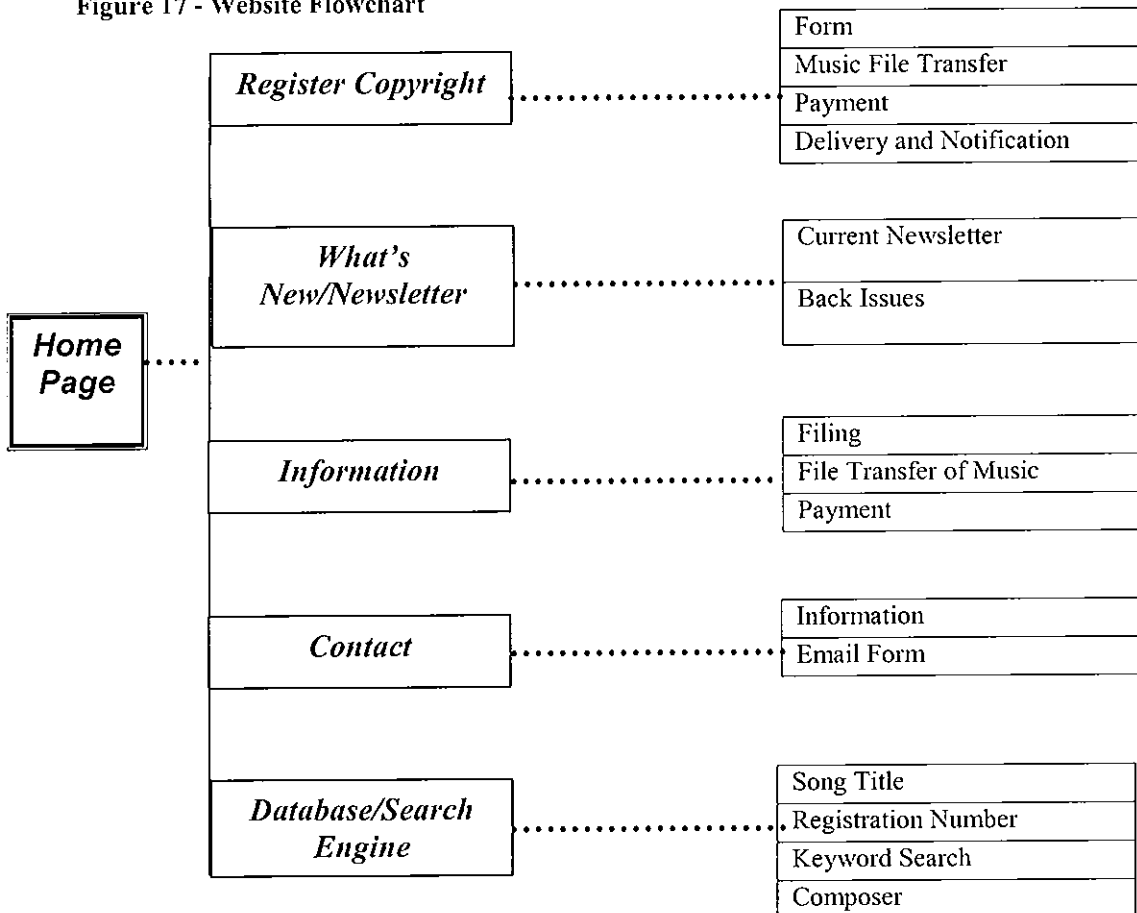 Figure 17 - Website Flowchart
Form
Music File Transfer
Payment
Delivery and Notification
Register Copyright
What's
New/Newsletter
Current Newsletter
Back Issues
Home
Page
Information
Filing
File Transfer of Music
Payment
Contact
Information
Email Form
Database/Search
Engine
Song Title
Registration Number
Keyword Search
Composer